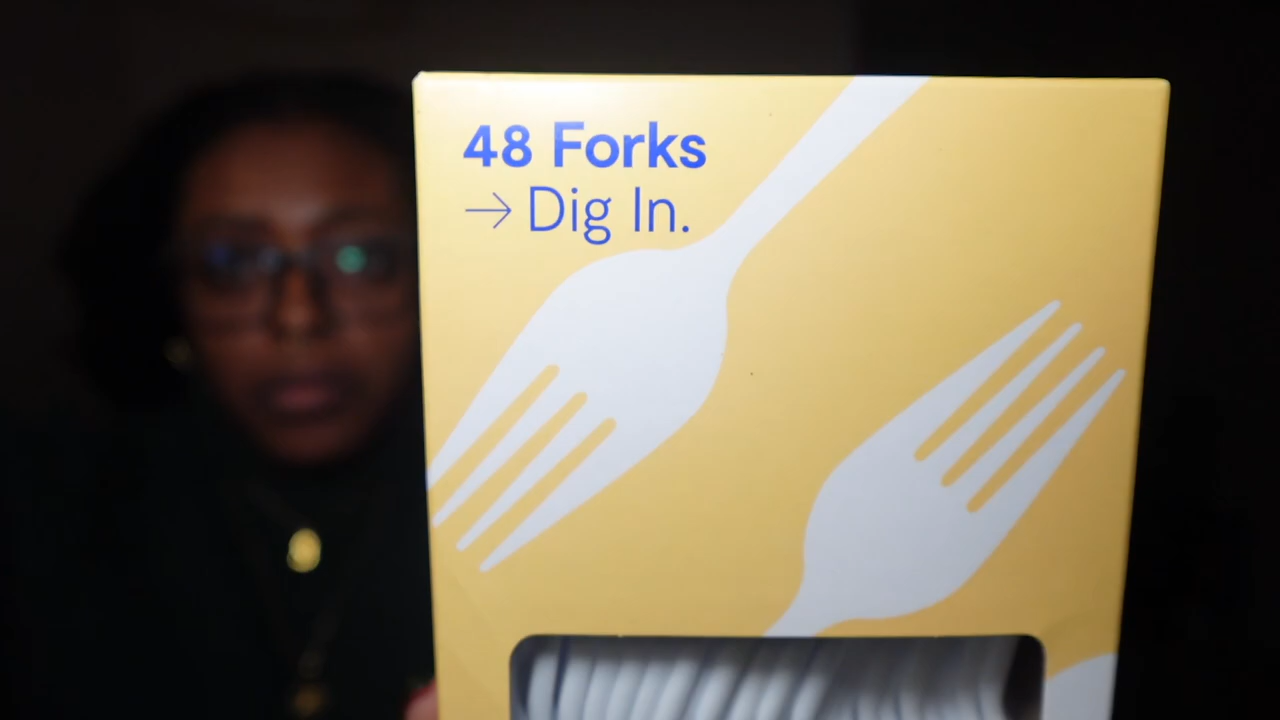 48 Forks
→ Dig In.